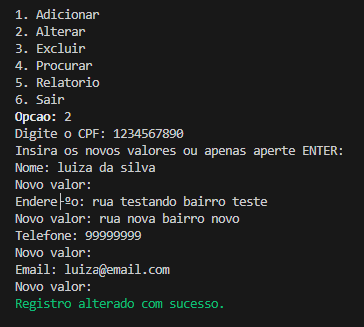 1. Adicionar
2. Alterar
3. Excluir
4. Procurar
5. Relatorio
6. Sair
Opcao: 2
Digite o CPF: 1234567890
Insira os novos valores ou apenas aperte ENTER:
Nome: luiza da silva
Novo valor:
Endere├ºo: rua testando bairro teste
Novo valor: rua nova bairro novo
Telefone: 99999999
Novo valor:
Email: luiza@email.com
Novo valor:
Registro alterado com sucesso.